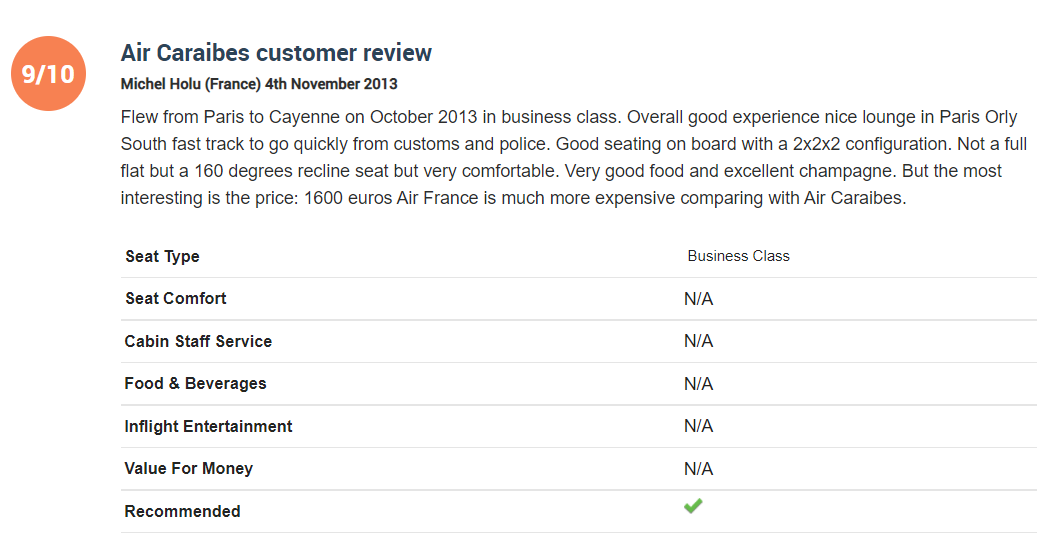 9/10
Air Caraibes customer review
Michel Holu (France) 4th November 2013
Flew from Paris to Cayenne on October 2013 in business class. Overall good experience nice lounge in Paris Orly
South fast track to go quickly from customs and police. Good seating on board with a 2x2x2 configuration. Not a full
flat but a 160 degrees recline seat but very comfortable. Very good food and excellent champagne. But the most
interesting is the price: 1600 euros Air France is much more expensive comparing with Air Caraibes.
Seat Type Business Class
Seat Comfort N/A
Cabin Staff Service N/A
Food & Beverages N/A
Inflight Entertainment N/A
Value For Money N/A
Recommended